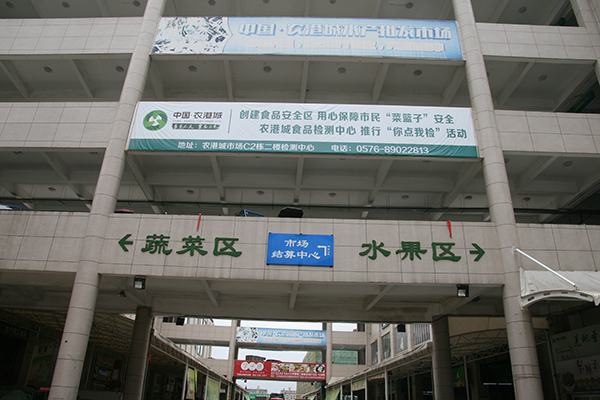 中国·农港城水产批发市场
中国·农港城
创建食品安全区 用心保障市民“菜篮子”安全
农港城食品检测中心 推行“你点我检”活动
地址：农港城市场C2栋二楼检测中心 电话：0576-89022813
←蔬菜区
市场
结算中心
水果区→